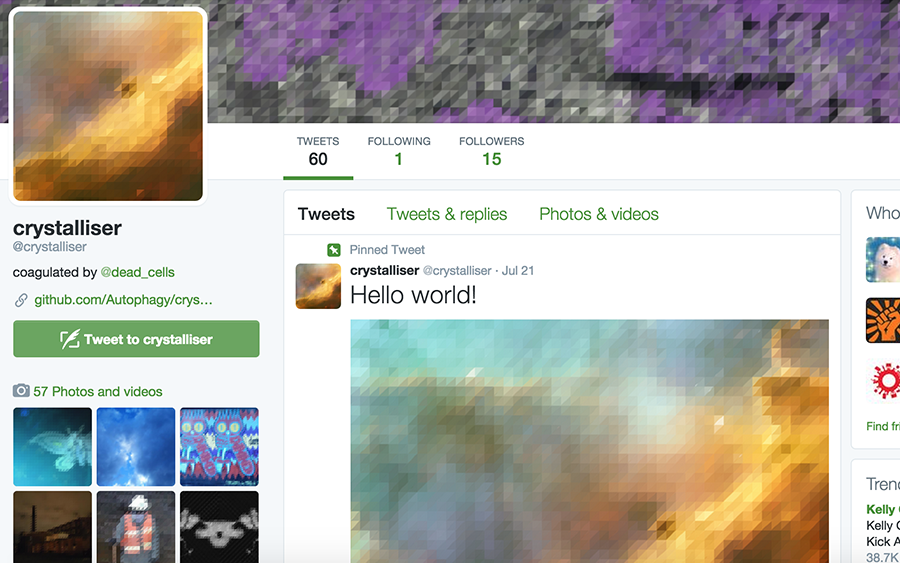 TWEETS
60
FOLLOWING
1
FOLLOWERS
15
crystalliser
@crystalliser
coagulated by @dead_cells
github.com/Autophagy/crys…
Tweet to crystalliser
57 Photos and videos
Tweets
Tweets & replies
Photos & videos
Pinned Tweet
crystalliser @crystalliser · Jul 21
Hello world!
Who
Find fri
Trend
Kelly C
Kelly C
Kick A
38.7K